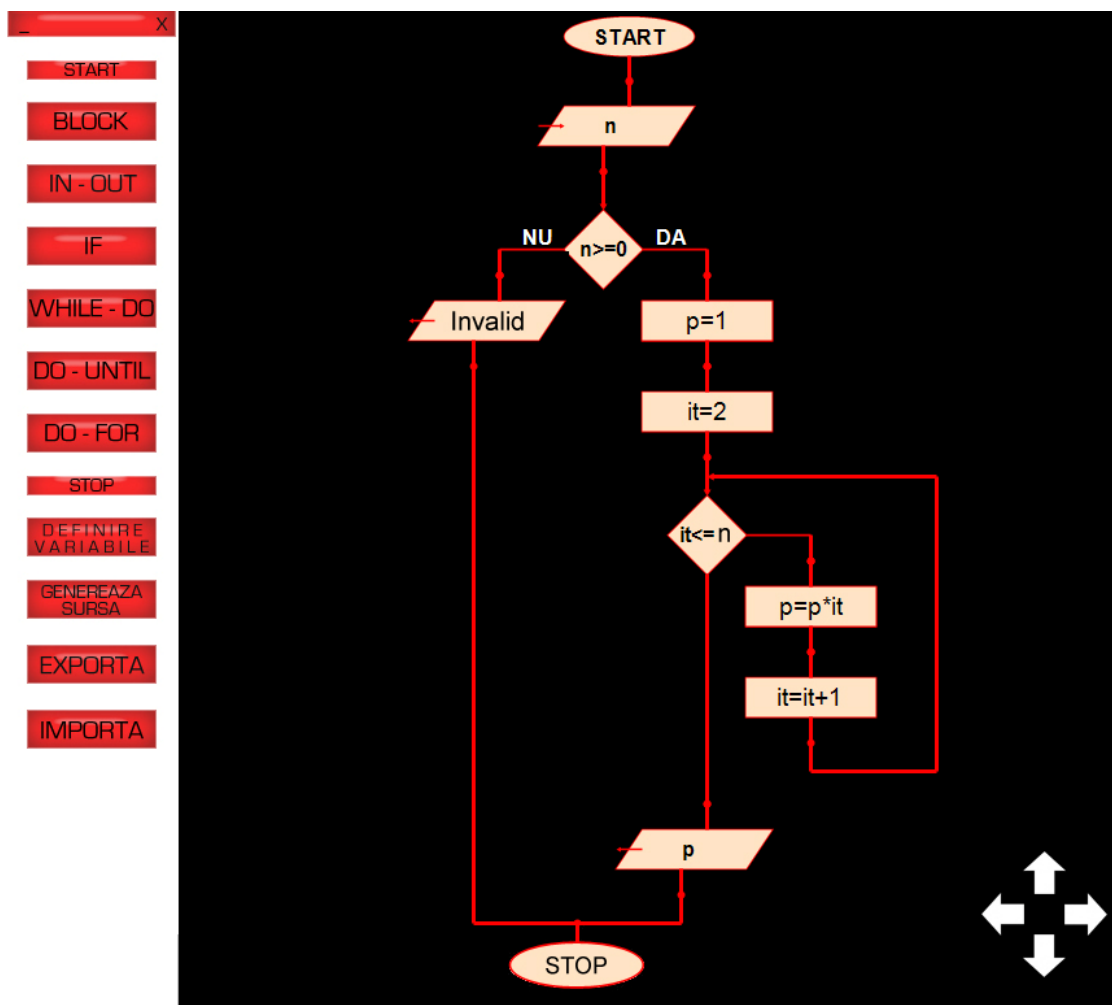 _ X
START
BLOCK
IN - OUT
IF
WHILE - DO
DO - UNTIL
DO - FOR
STOP
DEFINIRE
VARIABILE
GENEREAZA
SURSA
EXPORTA
IMPORTA
START
n
NU
n>=0
DA
Invalid
p=1
it=2
it<=n
p=p*it
it=it+1
p
STOP